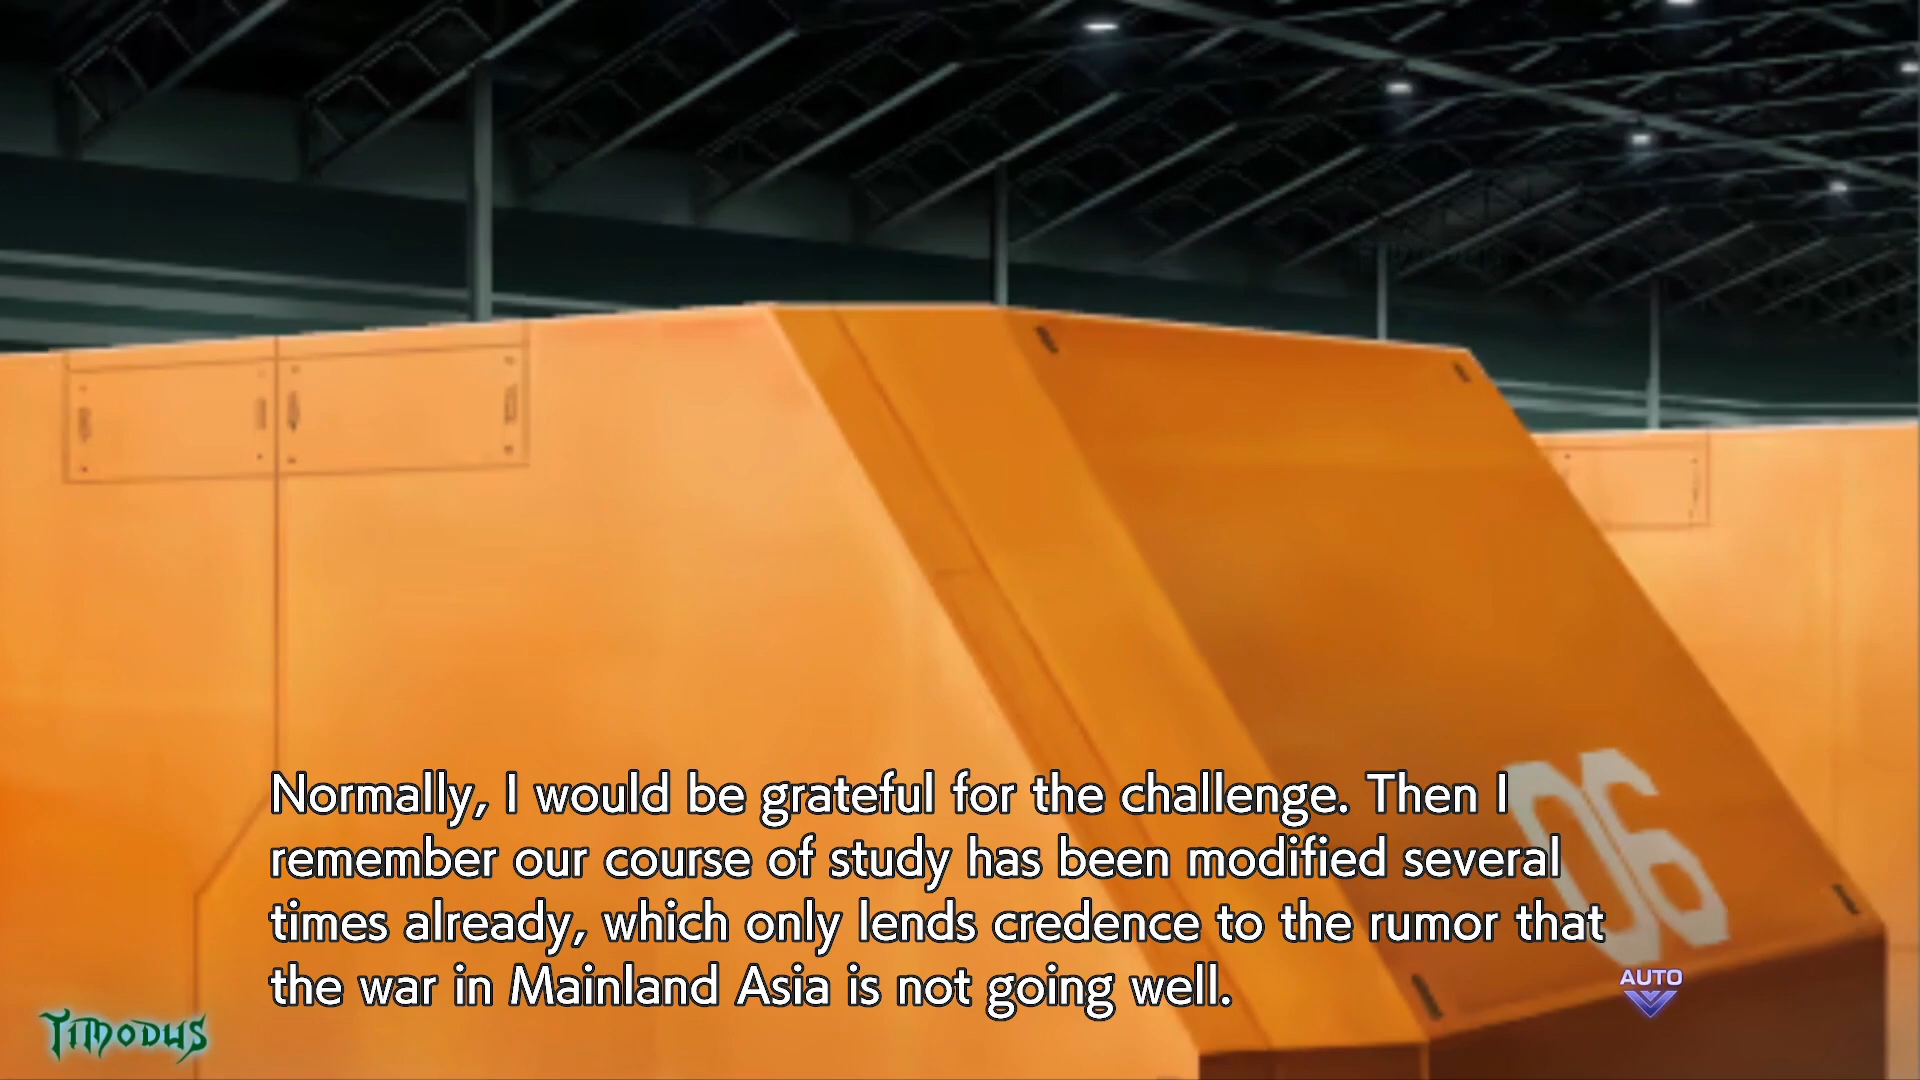 Normally, I would be grateful for the challenge. Then I
remember our course of study has been modified several
times already, which only lends credence to the rumor that
the war in Mainland Asia is not going well.
06
AUTO
TIMODUS